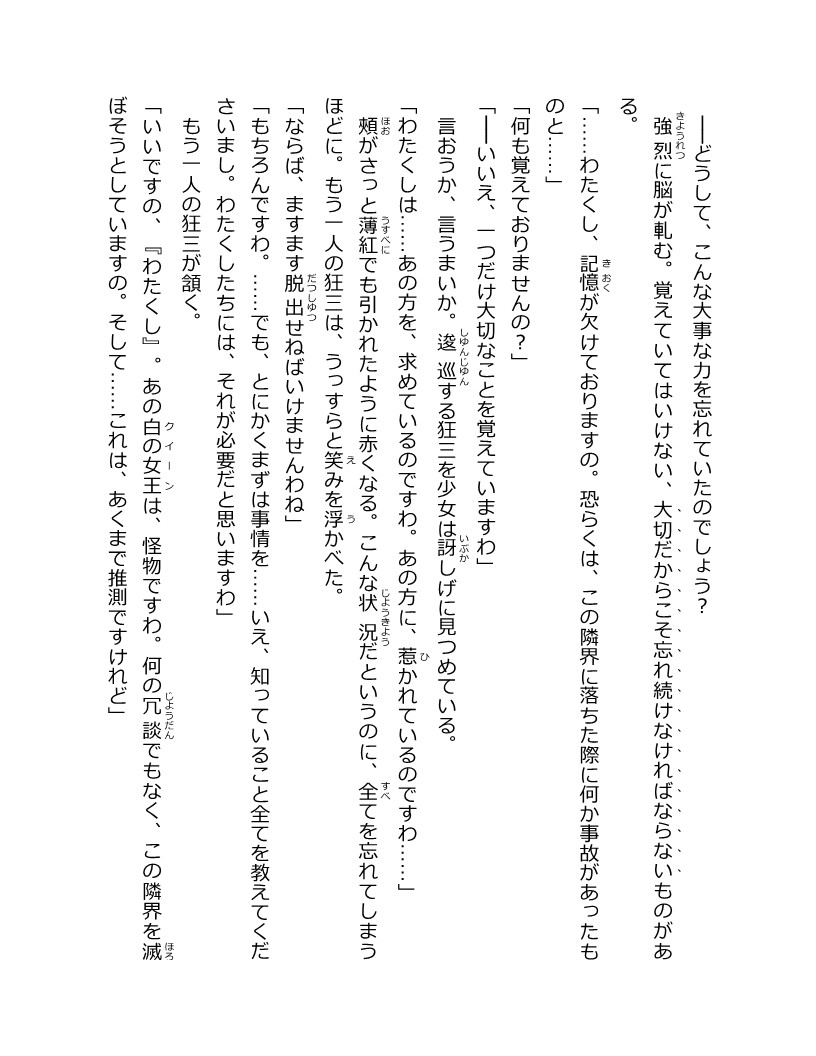 ――どうして、こんな大事な力を忘れていたのでしょう?
強烈に脳が軋む。覚えていてはいけない、大切だからこそ忘れ続けなければならないものがあ
る。
「……わたくし、記憶が欠けておりますの。恐らくは、この隣界に落ちた際に何か事故があったも
のと……」
「何も覚えておりませんの?」
「――いいえ、一つだけ大切なことを覚えていますわ」
言おうか、言うまいか。逡巡する狂三を少女は訝しげに見つめている。
「わたくしは……あの方を、求めているのですわ。あの方に、惹かれているのですわ……」
頰がさっと薄紅でも引かれたように赤くなる。こんな状況だというのに、全てを忘れてしまう
ほどに。もう一人の狂三は、うっすらと笑みを浮かべた。
「ならば、ますます脱出せねばいけませんわね」
「もちろんですわ。……でも、とにかくまずは事情を……いえ、知っていること全てを教えてくだ
さいまし。わたくしたちには、それが必要だと思いますわ」
もう一人の狂三が頷く。
「いいですの、『わたくし』。あの白の女王は、怪物ですわ。何の冗談でもなく、この隣界を滅
ぼそうとしていますの。そして……これは、あくまで推測ですけれど」